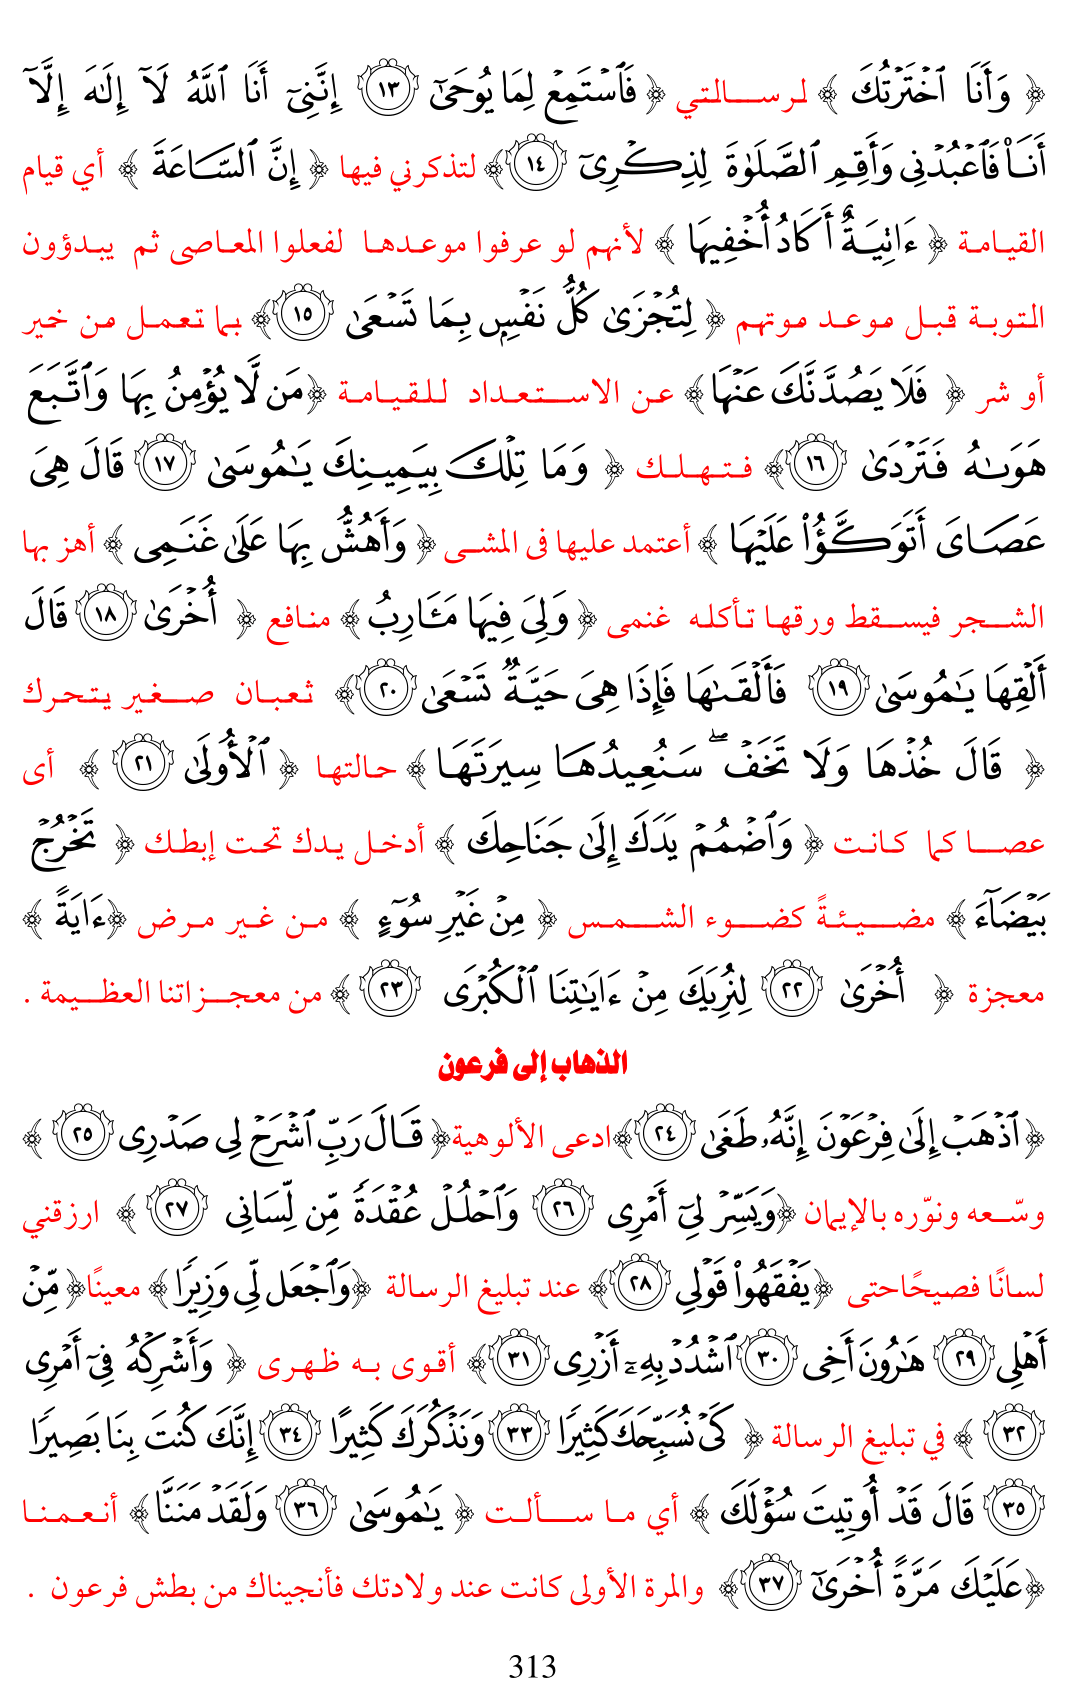 ﴿ وَأَنَا ٱخْتَرْتُكَ ﴾ لرسالتي ﴿ فَٱسْتَمِعْ لِمَا يُوحَىٰٓ ١٣ إِنَّنِىٓ أَنَا ٱللَّهُ لَآ إِلَٰهَ إِلَّآ
أَنَا۠ فَٱعْبُدْنِى وَأَقِمِ ٱلصَّلَوٰةَ لِذِكْرِىٓ ١٤﴾ لتذكرني فيها ﴿ إِنَّ ٱلسَّاعَةَ ﴾ أي قيام
القيامة ﴿ ءَاتِيَةٌ أَكَادُ أُخْفِيهَا ﴾ لأنهم لو عرفوا موعدها لفعلوا المعاصى ثم يبدؤون
التوبة قبل موعد موتهم ﴿ لِتُجْزَىٰ كُلُّ نَفْسٍۭ بِمَا تَسْعَىٰ ١٥﴾ بما تعمل من خير
أو شر ﴿ فَلَا يَصُدَّنَّكَ عَنْهَا﴾ عن الاستعداد للقيامة ﴿مَن لَّا يُؤْمِنُ بِهَا وَٱتَّبَعَ
هَوَىٰهُ فَتَرْدَىٰ ١٦﴾ فتهلك ﴿ وَمَا تِلْكَ بِيَمِينِكَ يَٰمُوسَىٰ ١٧ قَالَ هِىَ
عَصَاىَ أَتَوَكَّؤُا۟ عَلَيْهَا ﴾ أعتمد عليها فى المشى ﴿ وَأَهُشُّ بِهَا عَلَىٰ غَنَمِى ﴾ أهز بها
الشجر فيسقط ورقها تأكله غنمى ﴿ وَلِىَ فِيهَا مَـَٔارِبُ ﴾ منافع ﴿ أُخْرَىٰ ١٨ قَالَ
أَلْقِهَا يَٰمُوسَىٰ ١٩ فَأَلْقَىٰهَا فَإِذَا هِىَ حَيَّةٌ تَسْعَىٰ ٢٠﴾ ثعبان صغير يتحرك
﴿ قَالَ خُذْهَا وَلَا تَخَفْ ۖ سَنُعِيدُهَا سِيرَتَهَا ﴾ حالتها ﴿ ٱلْأُولَىٰ ٢١ ﴾ أى
عصا كما كانت ﴿ وَٱضْمُمْ يَدَكَ إِلَىٰ جَنَاحِكَ ﴾ أدخل يدك تحت إبطك ﴿ تَخْرُجْ
بَيْضَآءَ ﴾ مضيئةً كضوء الشمس ﴿ مِنْ غَيْرِ سُوٓءٍ ﴾ من غير مرض ﴿ءَايَةً ﴾
معجزة ﴿ أُخْرَىٰ ٢٢ لِنُرِيَكَ مِنْ ءَايَٰتِنَا ٱلْكُبْرَى ٢٣ ﴾ من معجزاتنا العظيمة .
الذهاب إلى فرعون
﴿ ٱذْهَبْ إِلَىٰ فِرْعَوْنَ إِنَّهُۥ طَغَىٰ ٢٤﴾ ادعى الألوهية ﴿ قَالَ رَبِّ ٱشْرَحْ لِى صَدْرِى ٢٥ ﴾
وسّعه ونوّره بالإيمان ﴿وَيَسِّرْ لِىٓ أَمْرِى ٢٦ وَٱحْلُلْ عُقْدَةً مِّن لِّسَانِى ٢٧ ﴾ ارزقني
لسانًا فصيحًا حتى ﴿يَفْقَهُوا۟ قَوْلِى ٢٨﴾ عند تبليغ الرسالة ﴿وَٱجْعَل لِّى وَزِيرًا﴾ معينًا ﴿ مِّنْ
أَهْلِى ٢٩ هَٰرُونَ أَخِى ٣٠ ٱشْدُدْ بِهِۦٓ أَزْرِى ٣١﴾ أقوى به ظهرى ﴿ وَأَشْرِكْهُ فِىٓ أَمْرِى
٣٢ ﴾ في تبليغ الرسالة ﴿ كَىْ نُسَبِّحَكَ كَثِيرًا ٣٣ وَنَذْكُرَكَ كَثِيرًا ٣٤ إِنَّكَ كُنتَ بِنَا بَصِيرًا
٣٥ قَالَ قَدْ أُوتِيتَ سُؤْلَكَ ﴾ أي ما سألت ﴿ يَٰمُوسَىٰ ٣٦ وَلَقَدْ مَنَنَّا ﴾ أنعمنا
﴿عَلَيْكَ مَرَّةً أُخْرَىٰٓ ٣٧﴾ والمرة الأولى كانت عند ولادتك فأنجيناك من بطش فرعون .
313